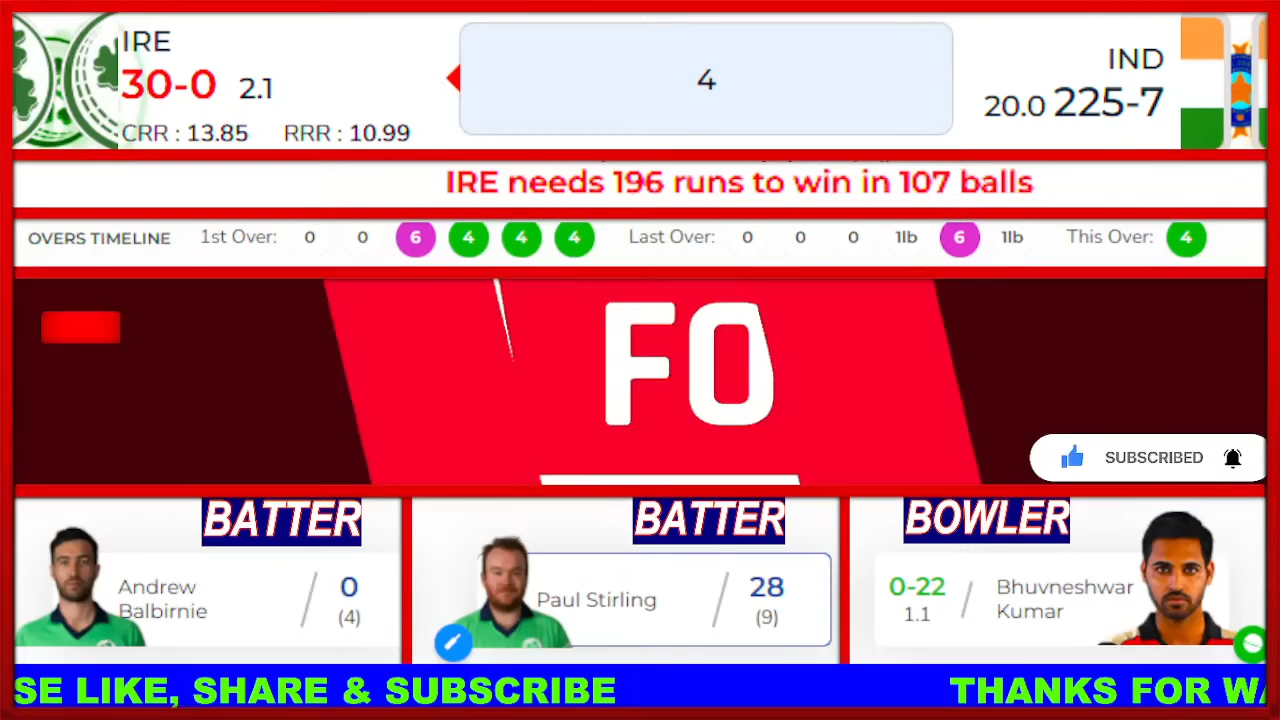 IRE
30-0 2.1
CRR : 13.85 RRR : 10.99
4
IND
20.0 225-7
IRE needs 196 runs to win in 107 balls
OVERS TIMELINE 1st Over: 0 0 6 4 4 4 Last Over: 0 0 0 1lb 6 1lb This Over: 4
FO
SUBSCRIBED
BATTER
Andrew
Balbirnie
0
(4)
BATTER
Paul Stirling
28
(9)
BOWLER
0-22
1.1
Bhuvneshwar
Kumar
SE LIKE, SHARE & SUBSCRIBE THANKS FOR WA